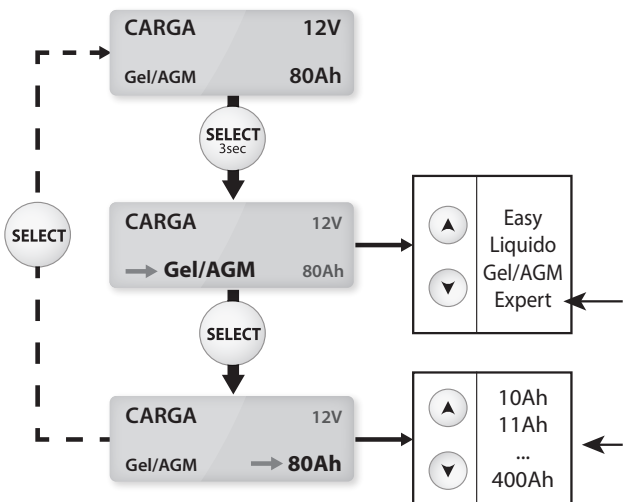 CARGA 12V
Gel/AGM 80Ah
SELECT
3sec
CARGA 12V
Gel/AGM 80Ah
Easy
Liquido
Gel/AGM
Expert
SELECT
SELECT
CARGA 12V
Gel/AGM 80Ah
10Ah
11Ah
...
400Ah